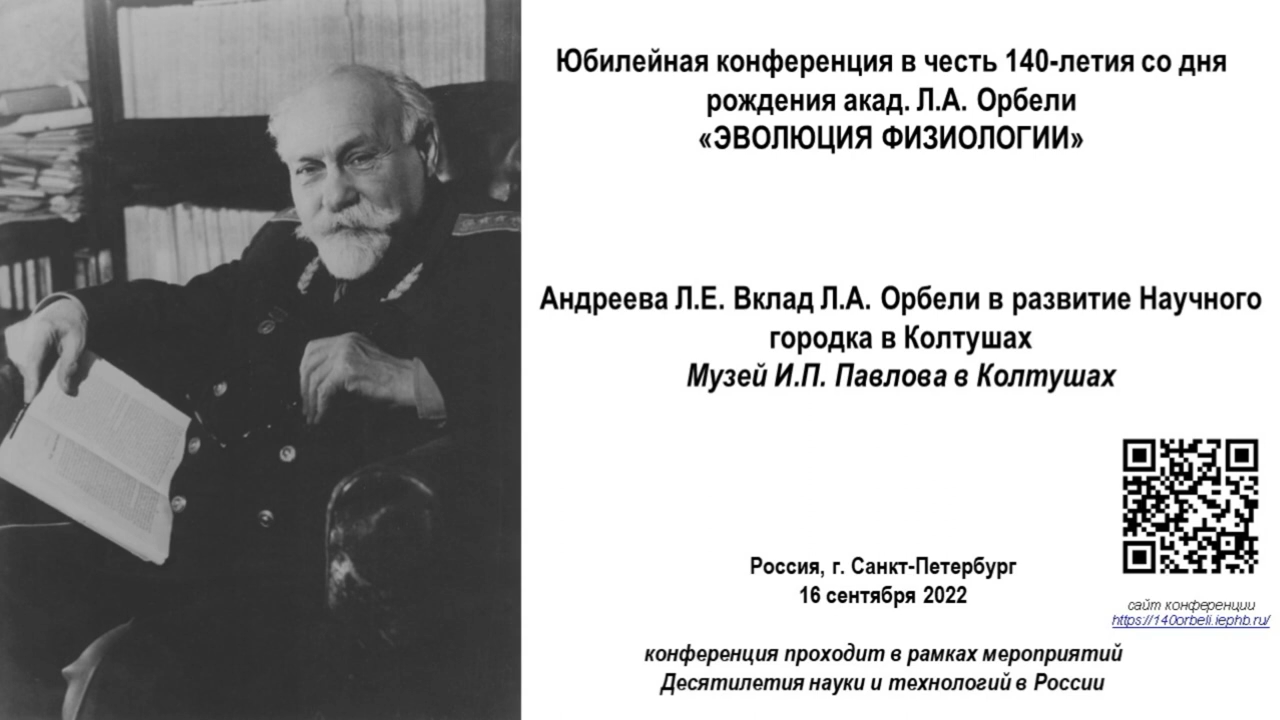 Юбилейная конференция в честь 140-летия со дня
рождения акад. Л.А. Орбели
«ЭВОЛЮЦИЯ ФИЗИОЛОГИИ»
Андреева Л.Е. Вклад Л.А. Орбели в развитие Научного
городка в Колтушах
Музей И.П. Павлова в Колтушах
Россия, г. Санкт-Петербург
16 сентября 2022
сайт конференции
https://140orbeli.iephb.ru/
конференция проходит в рамках мероприятий
Десятилетия науки и технологий в России